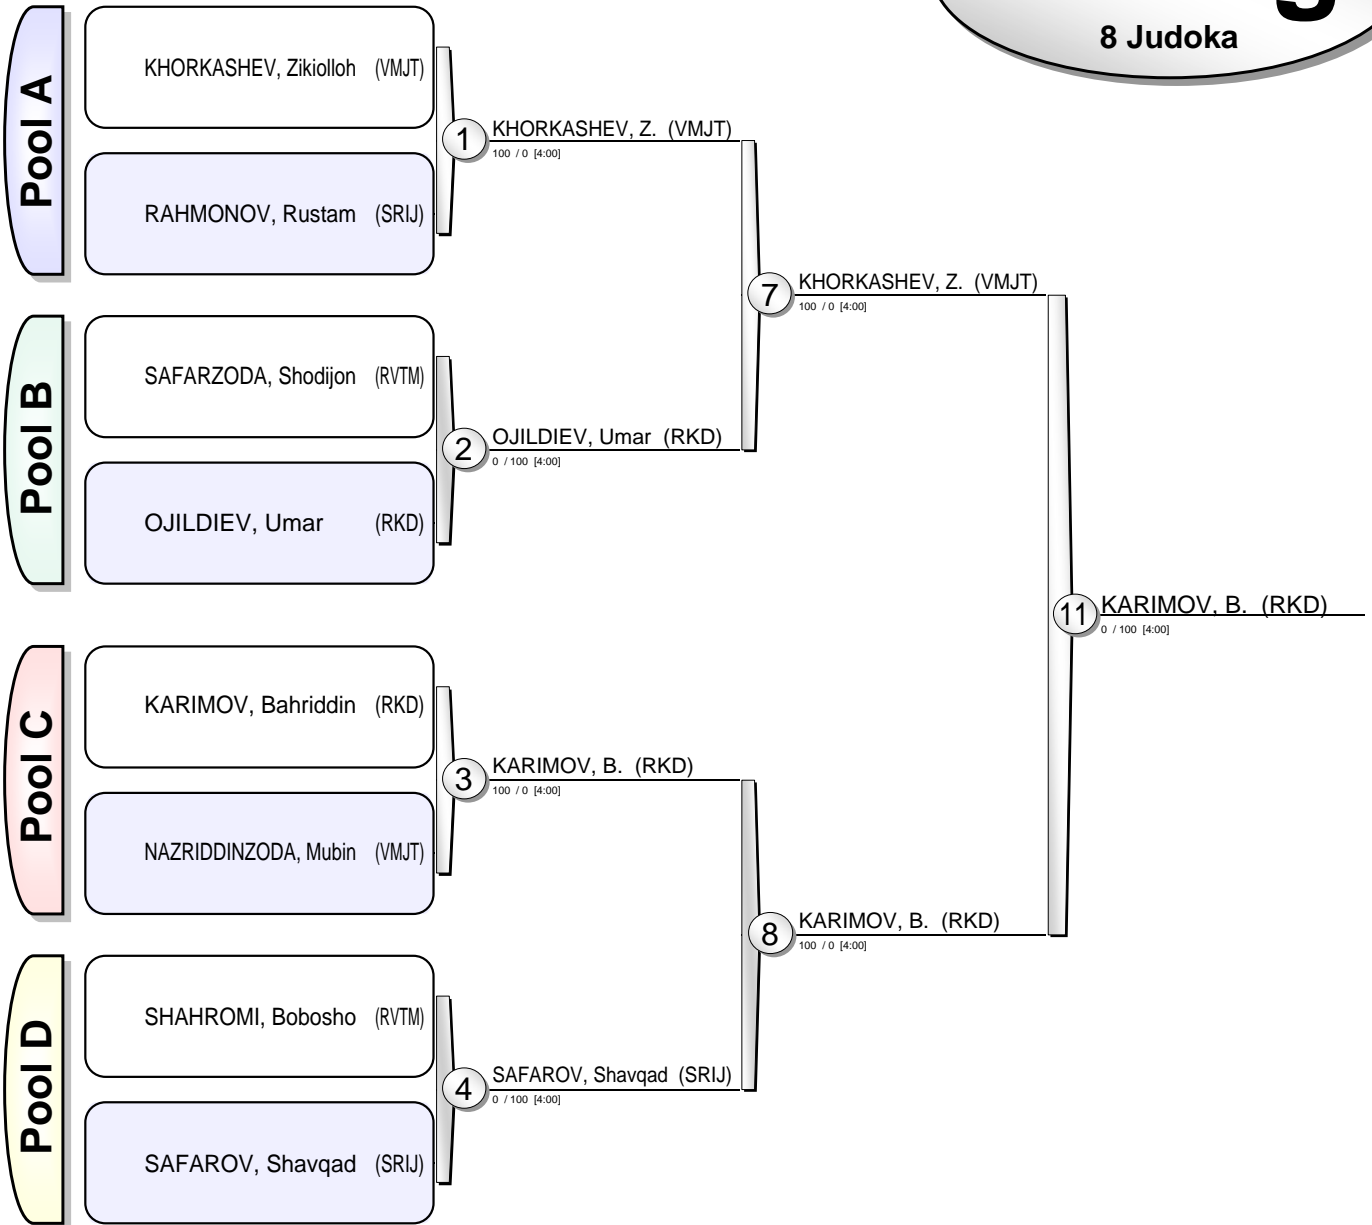 8 Judoka
Pool A
KHORKASHEV, Zikiolloh (VMJT)
RAHMONOV, Rustam (SRIJ)
1 KHORKASHEV, Z. (VMJT)
100 / 0 [4:00]
Pool B
SAFARZODA, Shodijon (RVTM)
OJILDIEV, Umar (RKD)
2 OJILDIEV, Umar (RKD)
0 / 100 [4:00]
7 KHORKASHEV, Z. (VMJT)
100 / 0 [4:00]
Pool C
KARIMOV, Bahriddin (RKD)
NAZRIDDINZODA, Mubin (VMJT)
3 KARIMOV, B. (RKD)
100 / 0 [4:00]
Pool D
SHAHROMI, Bobosho (RVTM)
SAFAROV, Shavqad (SRIJ)
4 SAFAROV, Shavqad (SRIJ)
0 / 100 [4:00]
8 KARIMOV, B. (RKD)
100 / 0 [4:00]
11 KARIMOV, B. (RKD)
0 / 100 [4:00]